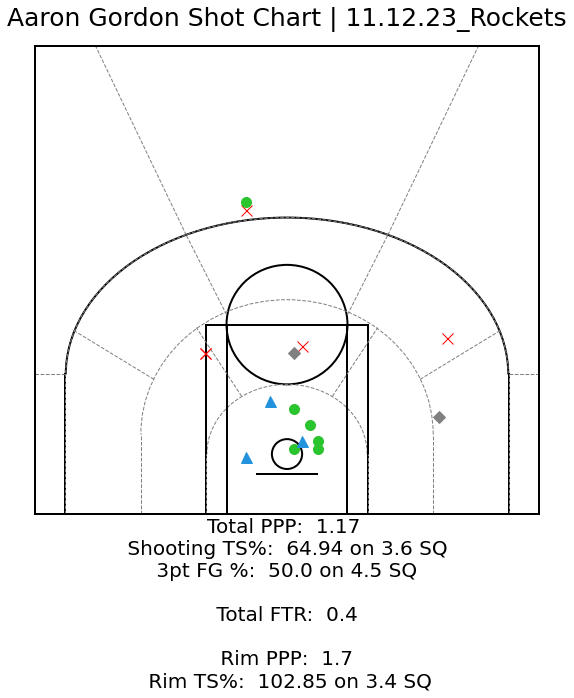 Aaron Gordon Shot Chart | 11.12.23_Rockets
Total PPP: 1.17
Shooting TS%: 64.94 on 3.6 SQ
3pt FG %: 50.0 on 4.5 SQ
Total FTR: 0.4
Rim PPP: 1.7
Rim TS%: 102.85 on 3.4 SQ